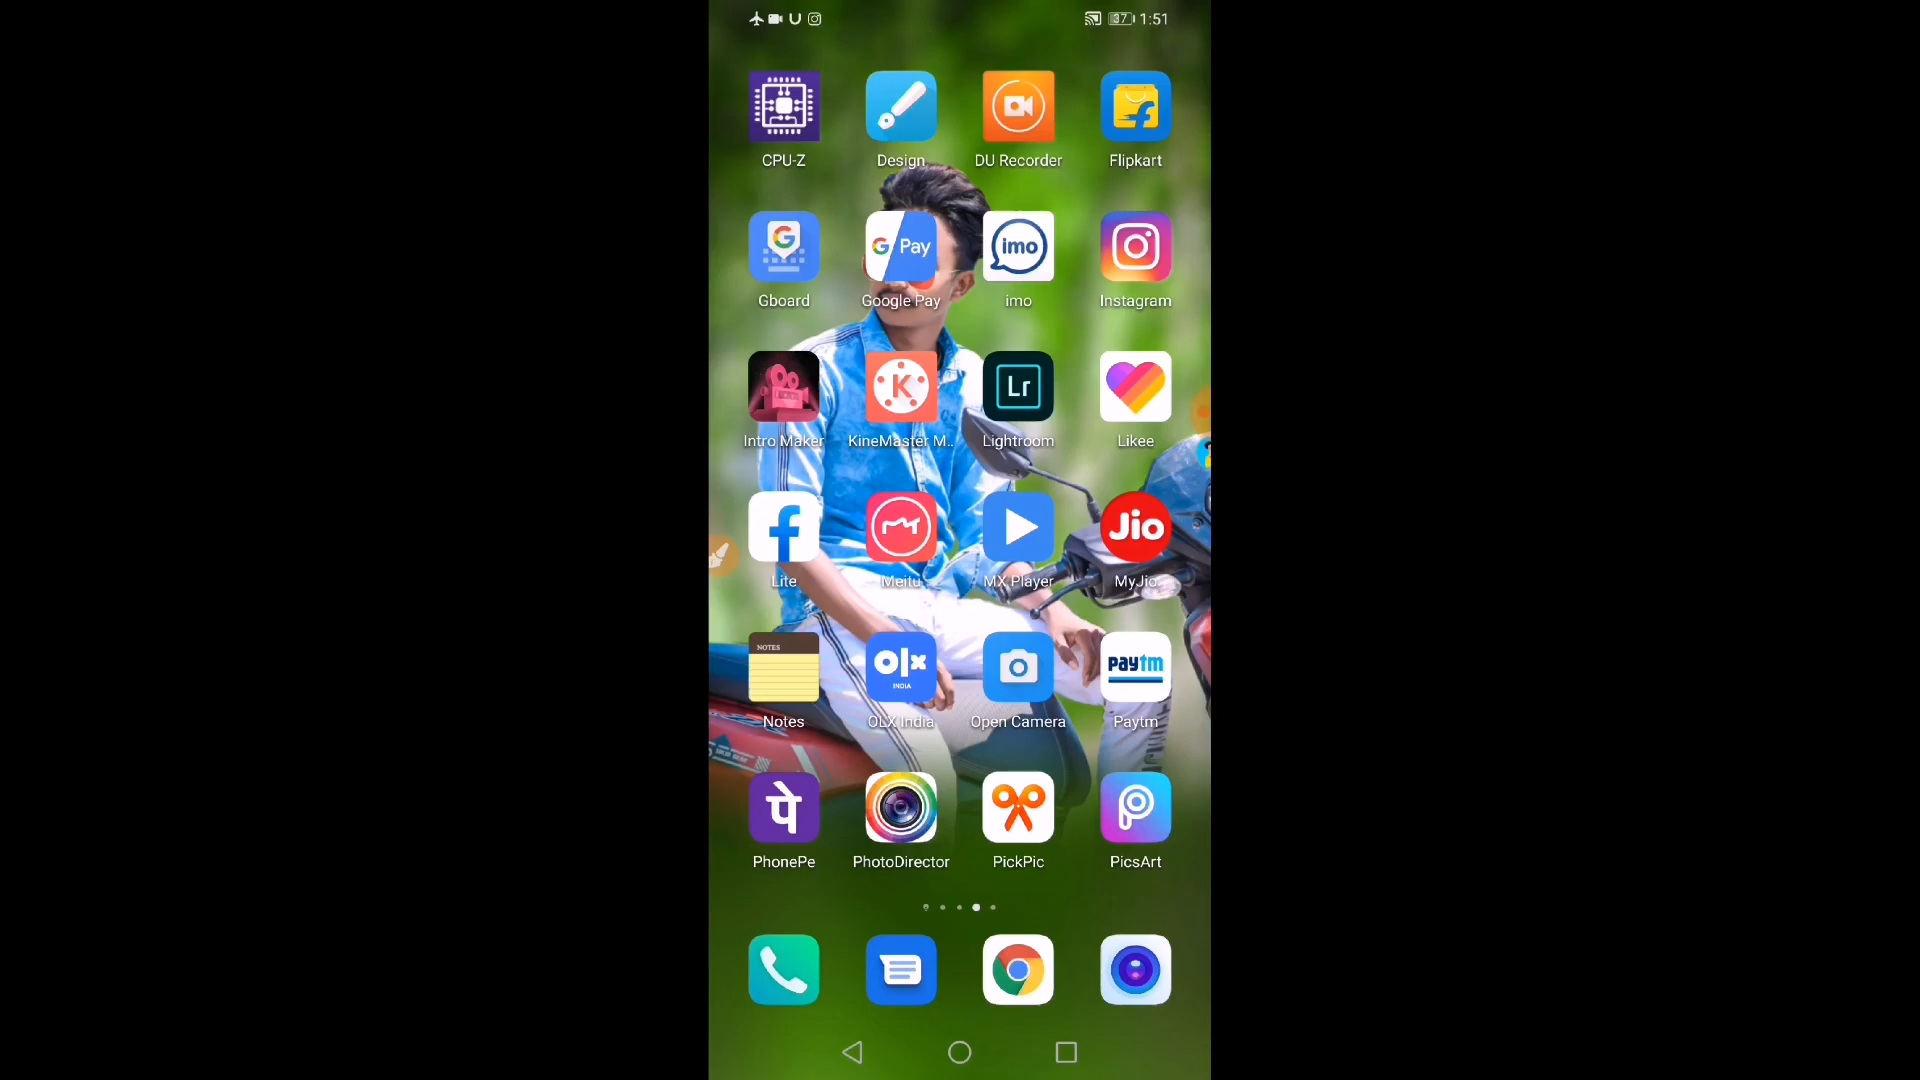 37 1:51
CPU-Z Design DU Recorder Flipkart
G Pay imo
Gboard Google Pay imo Instagram
K Lr
Intro Maker KineMaster M.. Lightroom Likee
Jio
Lite Meitu MX Player MyJio
NOTES olx INDIA paytm
Notes OLX India Open Camera Paytm
पे
PhonePe PhotoDirector PickPic PicsArt